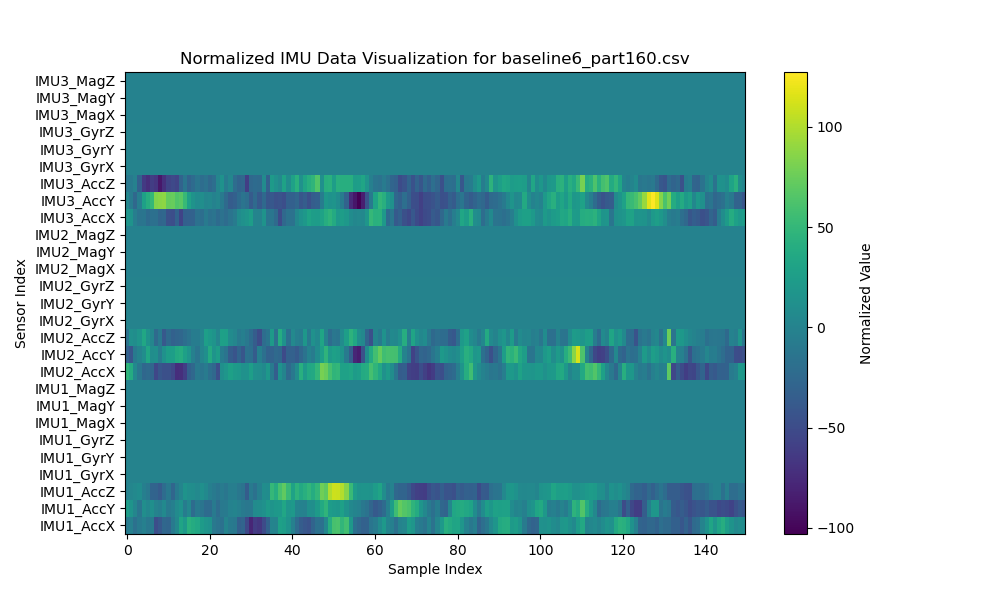 Normalized IMU Data Visualization for baseline6_part160.csv
IMU3_MagZ
IMU3_MagY
IMU3_MagX
IMU3_GyrZ
IMU3_GyrY
IMU3_GyrX
IMU3_AccZ
IMU3_AccY
IMU3_AccX
IMU2_MagZ
IMU2_MagY
IMU2_MagX
IMU2_GyrZ
IMU2_GyrY
IMU2_GyrX
IMU2_AccZ
IMU2_AccY
IMU2_AccX
IMU1_MagZ
IMU1_MagY
IMU1_MagX
IMU1_GyrZ
IMU1_GyrY
IMU1_GyrX
IMU1_AccZ
IMU1_AccY
IMU1_AccX
Sensor Index
0 20 40 60 80 100 120 140
Sample Index
100
50
0
−50
−100
Normalized Value